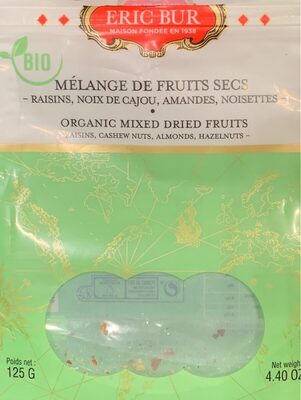 ERIC BUR
MAISON FONDÉE EN 1938
BIO
MÉLANGE DE FRUITS SECS
– RAISINS, NOIX DE CAJOU, AMANDES, NOISETTES –
ORGANIC MIXED DRIED FRUITS
– RAISINS, CASHEW NUTS, ALMONDS, HAZELNUTS –
Poids net :
125 G
Net weight
4.40 OZ